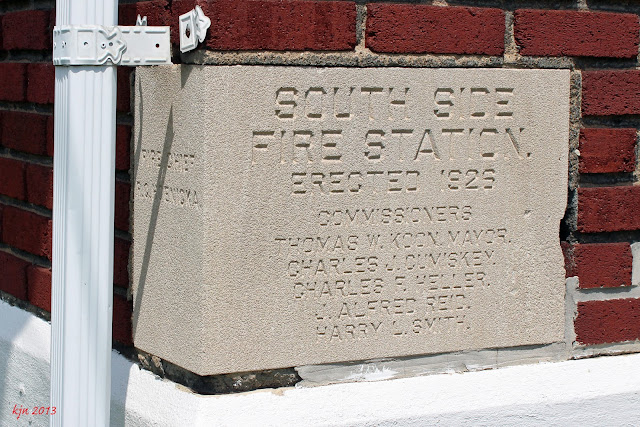 SOUTH SIDE
FIRE STATION.
ERECTED 1926
COMMISSIONERS
THOMAS W. KOON. MAYOR.
CHARLES J. CUMISKEY.
CHARLES F. HELLER.
J. ALFRED REID.
HARRY L. SMITH.
FIRE CHIEF
kjn 2013